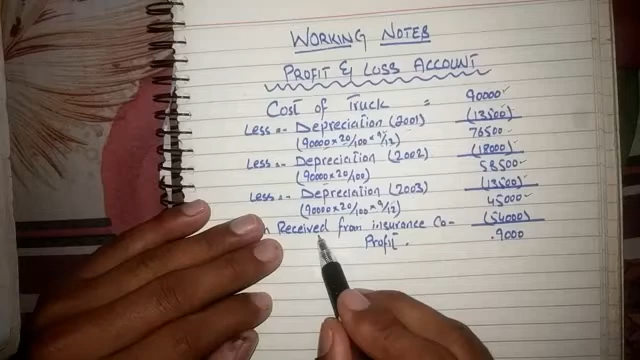 WORKING NOTES
PROFIT & LOSS ACCOUNT
Cost of Truck = 90000
Less:- Depreciation (2001) (13500)
(90000×20/100×9/12) 76500
Less:- Depreciation (2002) (18000)
(90000×20/100) 58500
Less:- Depreciation (2003) (13500)
(90000×20/100×9/12) 45000
Received from insurance Co- (54000)
Profit. 9000